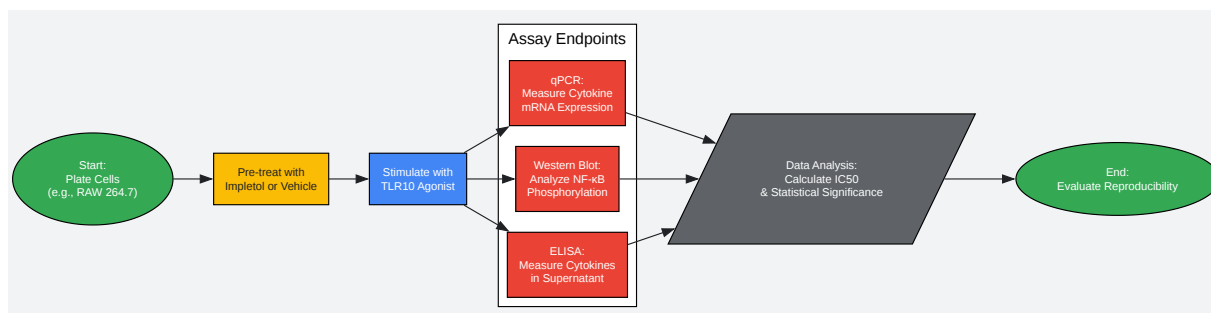 Start:
Plate Cells
(e.g., RAW 264.7)
Pre-treat with
Impletol or Vehicle
Stimulate with
TLR10 Agonist
Assay Endpoints
qPCR:
Measure Cytokine
mRNA Expression
Western Blot:
Analyze NF-κB
Phosphorylation
ELISA:
Measure Cytokines
in Supernatant
Data Analysis:
Calculate IC50
& Statistical Significance
End:
Evaluate Reproducibility